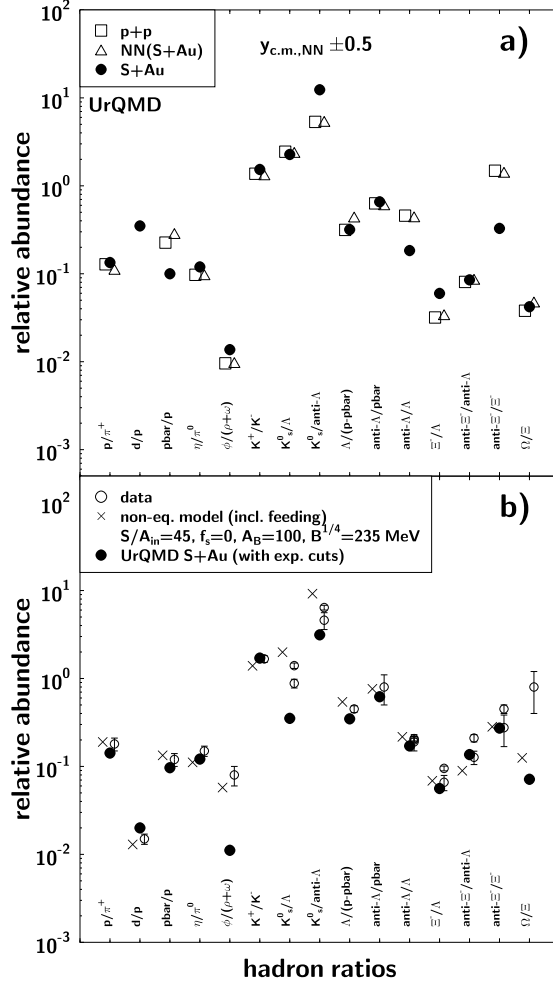 10²
p+p
NN(S+Au)
S+Au
y_c.m.,NN ±0.5
a)
UrQMD
10¹
10⁰
10⁻¹
10⁻²
10⁻³
relative abundance
p/π⁺
d/p
pbar/p
η/π⁰
ϕ/(ρ+ω)
K⁺/K⁻
K⁰ₛ/Λ
K⁰ₛ/anti-Λ
Λ/(p-pbar)
anti-Λ/pbar
anti-Λ/Λ
Ξ⁻/Λ
anti-Ξ⁻/anti-Λ
anti-Ξ⁻/Ξ⁻
Ω/Ξ
10²
data
non-eq. model (incl. feeding)
S/A_in=45, f_s=0, A_B=100, B^1/4=235 MeV
UrQMD S+Au (with exp. cuts)
b)
10¹
10⁰
10⁻¹
10⁻²
10⁻³
relative abundance
p/π⁺
d/p
pbar/p
η/π⁰
ϕ/(ρ+ω)
K⁺/K⁻
K⁰ₛ/Λ
K⁰ₛ/anti-Λ
Λ/(p-pbar)
anti-Λ/pbar
anti-Λ/Λ
Ξ⁻/Λ
anti-Ξ⁻/anti-Λ
anti-Ξ⁻/Ξ⁻
Ω/Ξ
hadron ratios